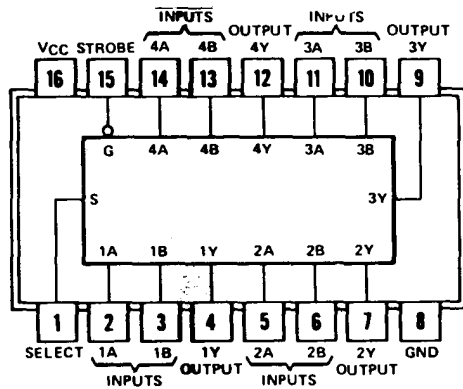 INPUTS INPUTS
OUTPUT OUTPUT
VCC STROBE 4A 4B 4Y 3A 3B 3Y
16 15 14 13 12 11 10 9
G 4A 4B 4Y 3A 3B
S 3Y
1A 1B 1Y 2A 2B 2Y
1 2 3 4 5 6 7 8
SELECT 1A 1B 1Y 2A 2B 2Y GND
OUTPUT OUTPUT
INPUTS INPUTS